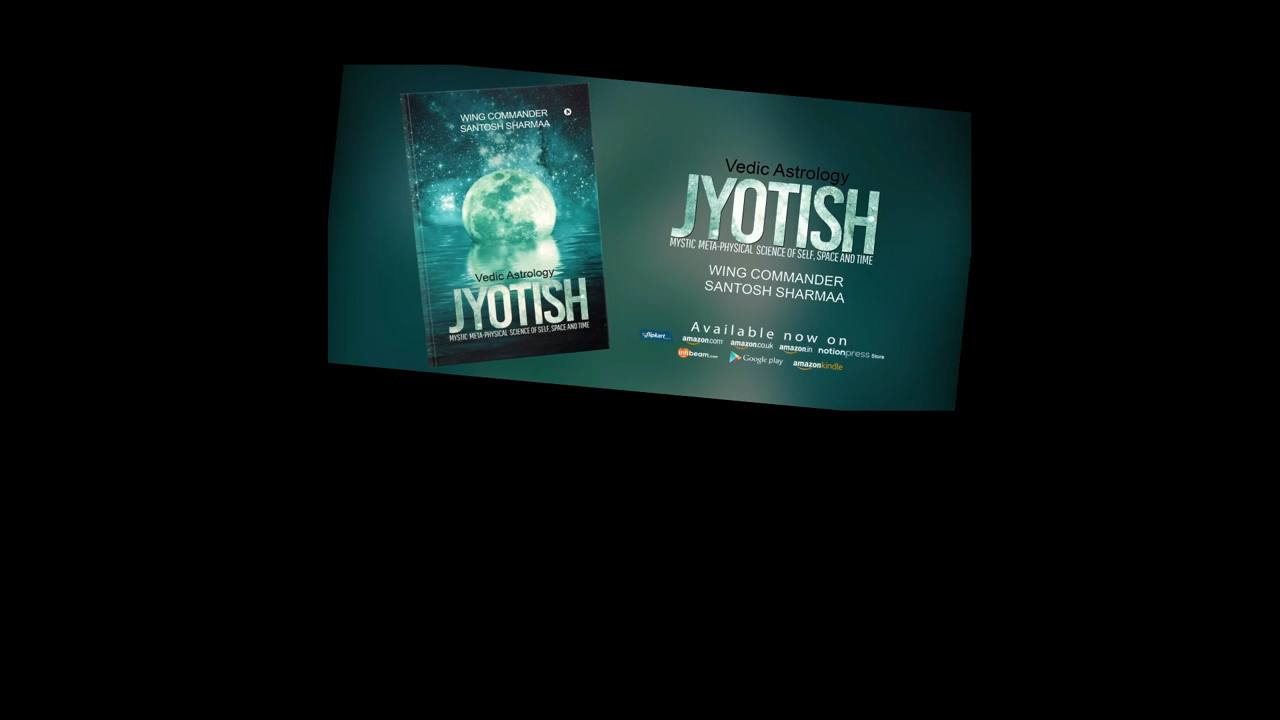 WING COMMANDER
SANTOSH SHARMAA
Vedic Astrology
JYOTISH
MYSTIC META-PHYSICAL SCIENCE OF SELF, SPACE AND TIME
Vedic Astrology
JYOTISH
MYSTIC META-PHYSICAL SCIENCE OF SELF, SPACE AND TIME
WING COMMANDER
SANTOSH SHARMAA
Available now on
flipkart amazon.com amazon.co.uk amazon.in notionpress Store
infibeam.com Google play amazonkindle